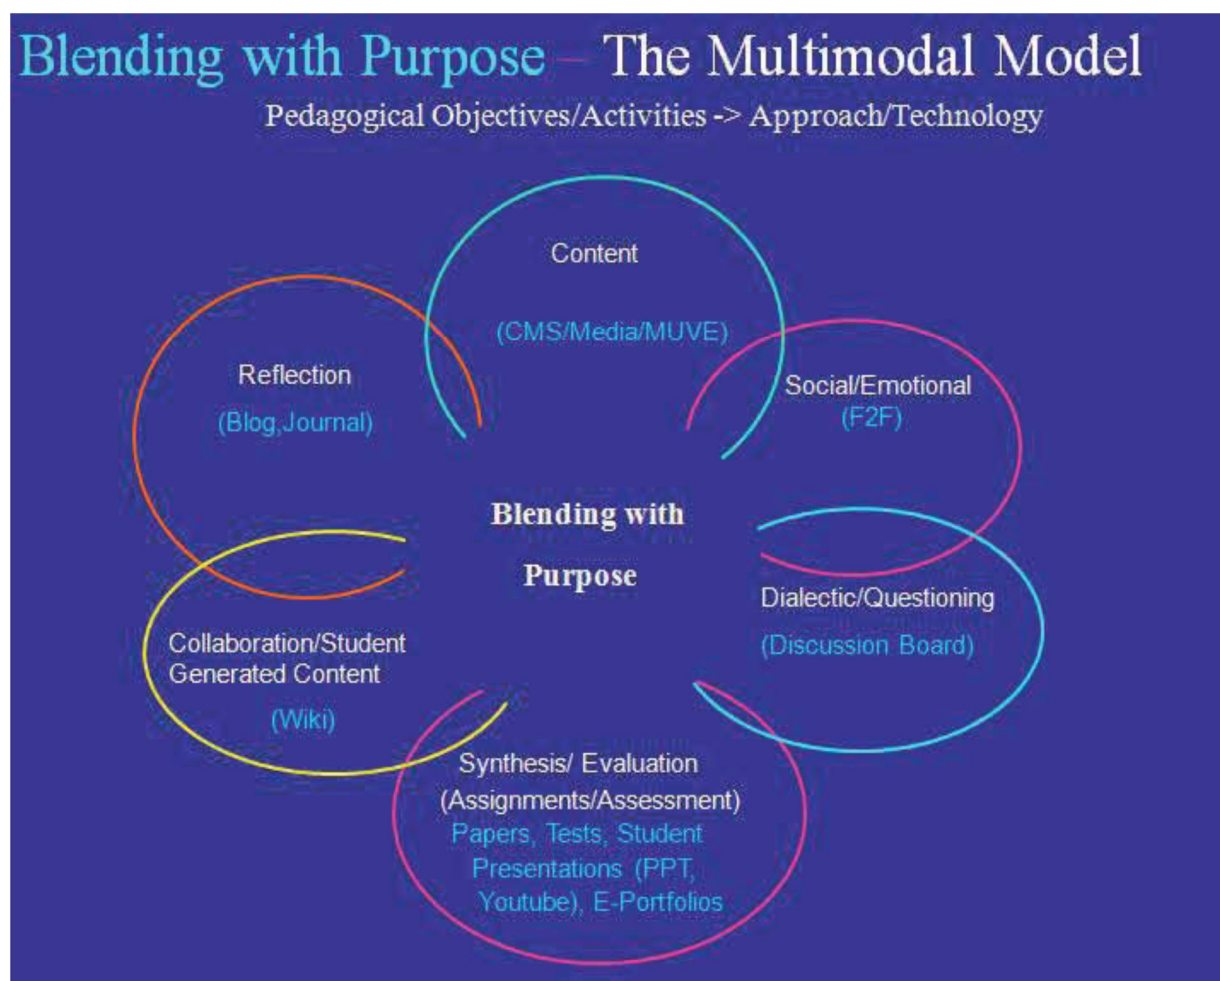 Blending with Purpose – The Multimodal Model
Pedagogical Objectives/Activities -> Approach/Technology
Content
(CMS/Media/MUVE)
Reflection
(Blog,Journal)
Social/Emotional
(F2F)
Blending with
Purpose
Dialectic/Questioning
(Discussion Board)
Collaboration/Student
Generated Content
(Wiki)
Synthesis/ Evaluation
(Assignments/Assessment)
Papers, Tests, Student
Presentations (PPT,
Youtube), E-Portfolios